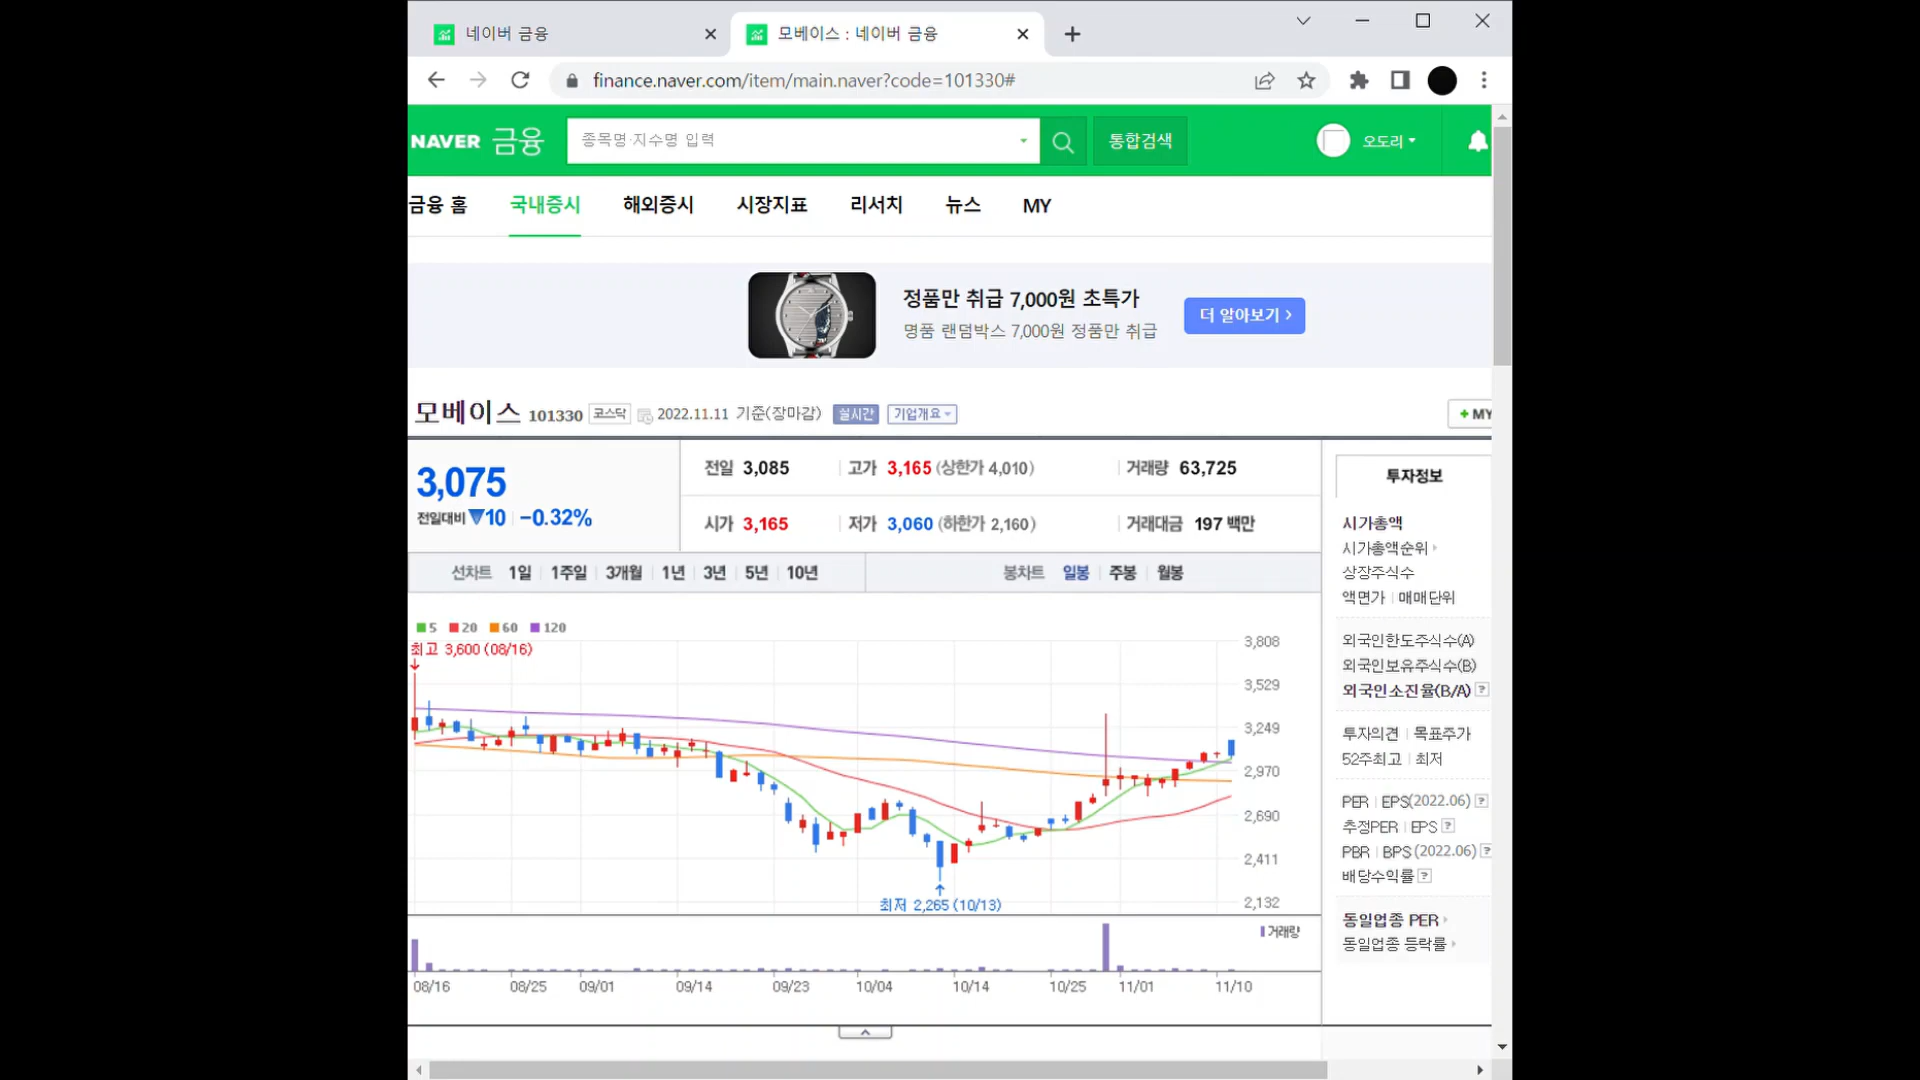 네이버 금융
모베이스 : 네이버 금융
finance.naver.com/item/main.naver?code=101330#
NAVER 금융
종목명·지수명 입력
통합검색
오도리
금융 홈 국내증시 해외증시 시장지표 리서치 뉴스 MY
정품만 취급 7,000원 초특가
명품 랜덤박스 7,000원 정품만 취급
더 알아보기 >
모베이스 101330 코스닥 2022.11.11 기준(장마감) 실시간 기업개요
+ MY
3,075
전일대비 ▼10 -0.32%
전일 3,085 고가 3,165 (상한가 4,010) 거래량 63,725
시가 3,165 저가 3,060 (하한가 2,160) 거래대금 197 백만
선차트 1일 1주일 3개월 1년 3년 5년 10년
봉차트 일봉 주봉 월봉
5 20 60 120
최고 3,600 (08/16)
3,808
3,529
3,249
2,970
2,690
2,411
2,132
최저 2,265 (10/13)
거래량
08/16 08/25 09/01 09/14 09/23 10/04 10/14 10/25 11/01 11/10
투자정보
시가총액
시가총액순위
상장주식수
액면가 매매단위
외국인한도주식수(A)
외국인보유주식수(B)
외국인소진율(B/A) ?
투자의견 목표주가
52주최고 최저
PER EPS(2022.06) ?
추정PER EPS ?
PBR BPS (2022.06) ?
배당수익률 ?
동일업종 PER
동일업종 등락률